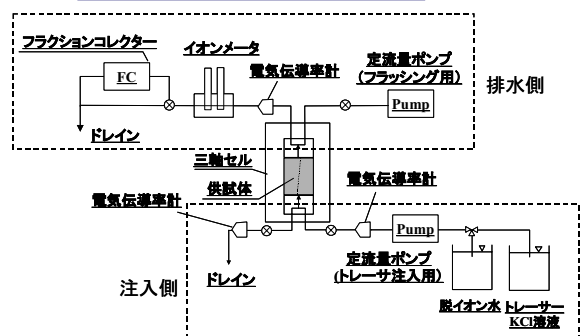 フラクションコレクター
イオンメータ
FC
電気伝導率計
定流量ポンプ
(フラッシング用)
Pump
排水側
ドレイン
三軸セル
供試体
電気伝導率計
電気伝導率計
Pump
定流量ポンプ
(トレーサ注入用)
ドレイン
注入側
脱イオン水
トレーサー
KCl溶液